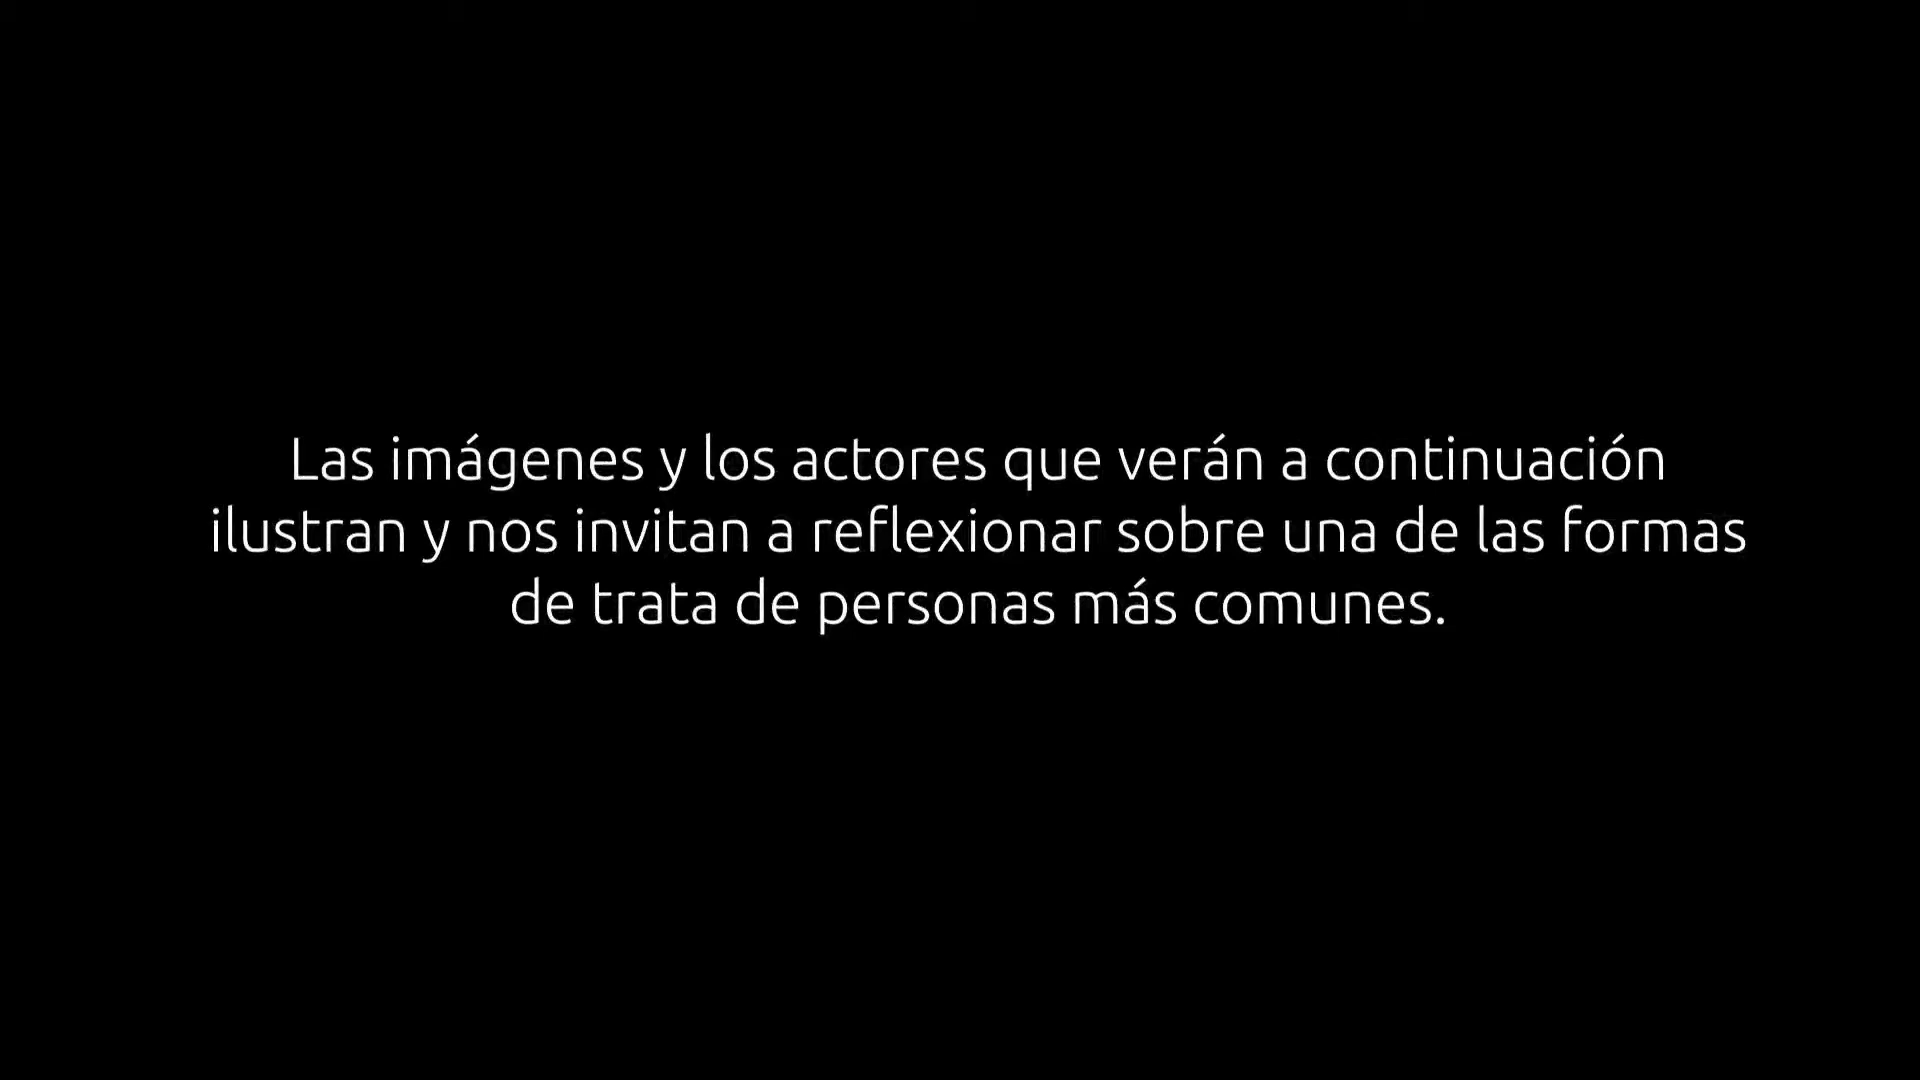 Las imágenes y los actores que verán a continuación
ilustran y nos invitan a reflexionar sobre una de las formas
de trata de personas más comunes.